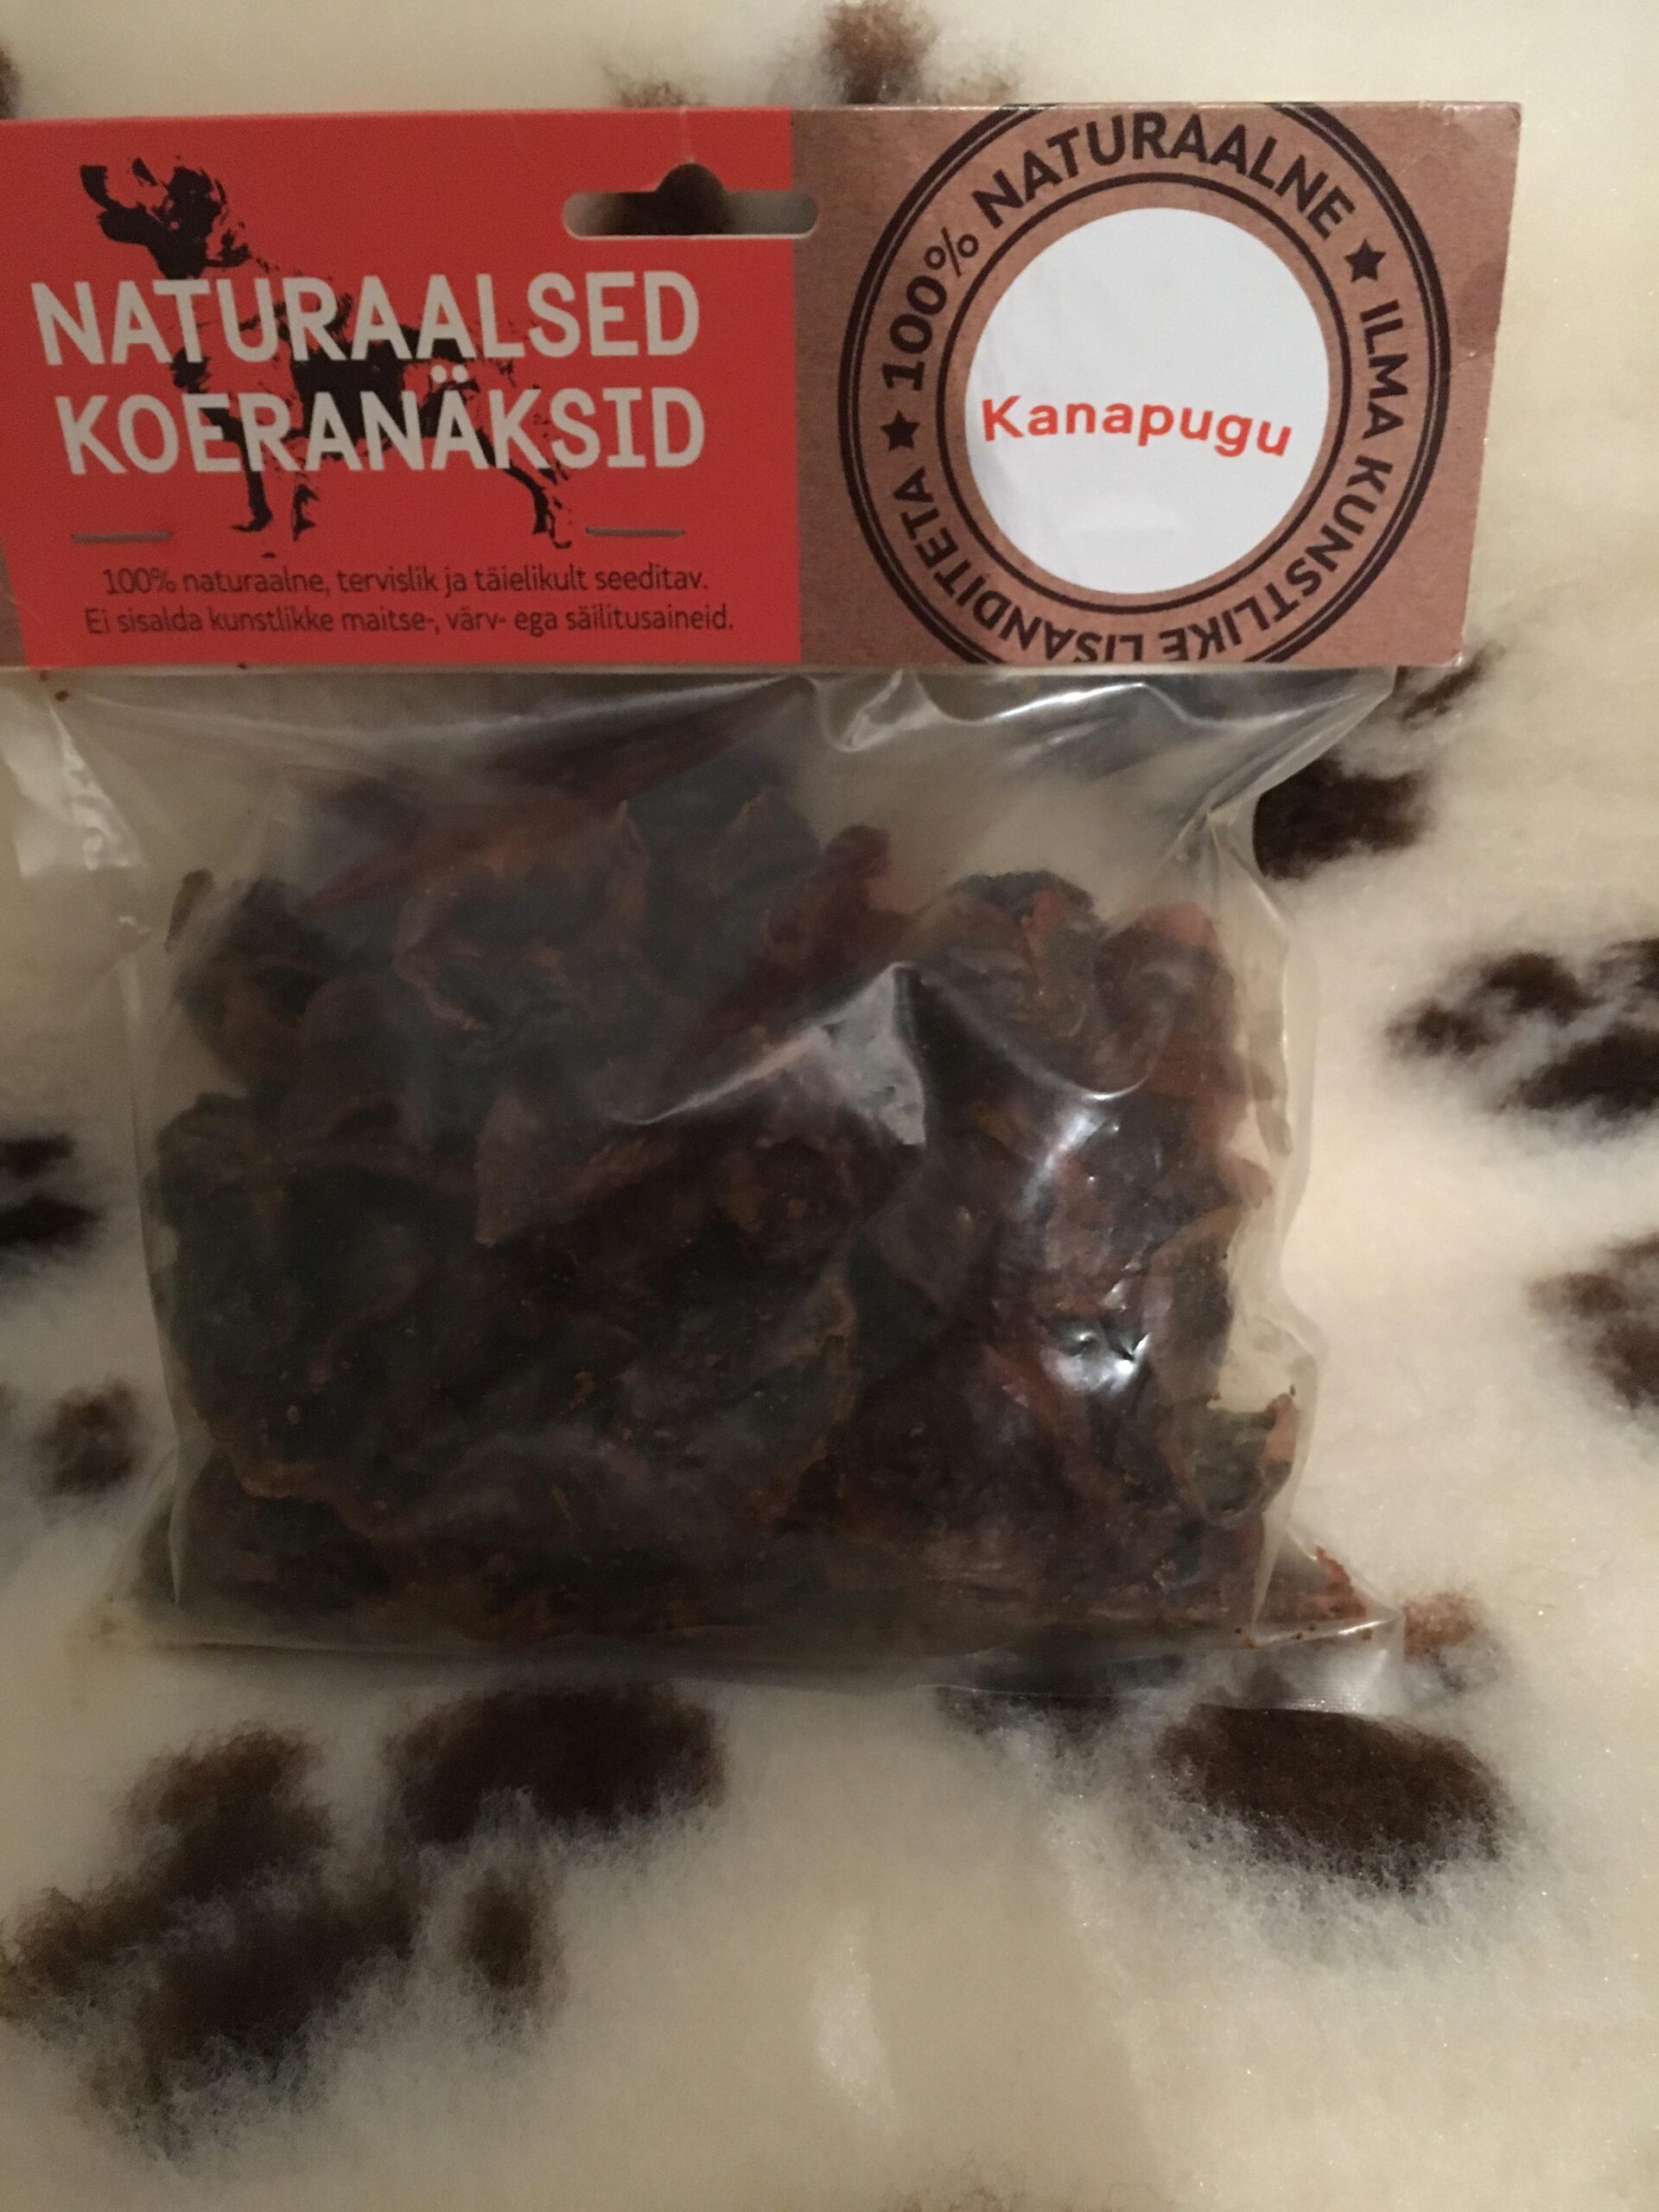 NATURAALSED
KOERANÄKSID
100% naturaalne, tervislik ja täielikult seeditav.
Ei sisalda kunstlikke maitse-, värv- ega säilitusaineid.
★ 100% NATURAALNE ★ ILMA KUNSTLIKE LISANDITETA
Kanapugu